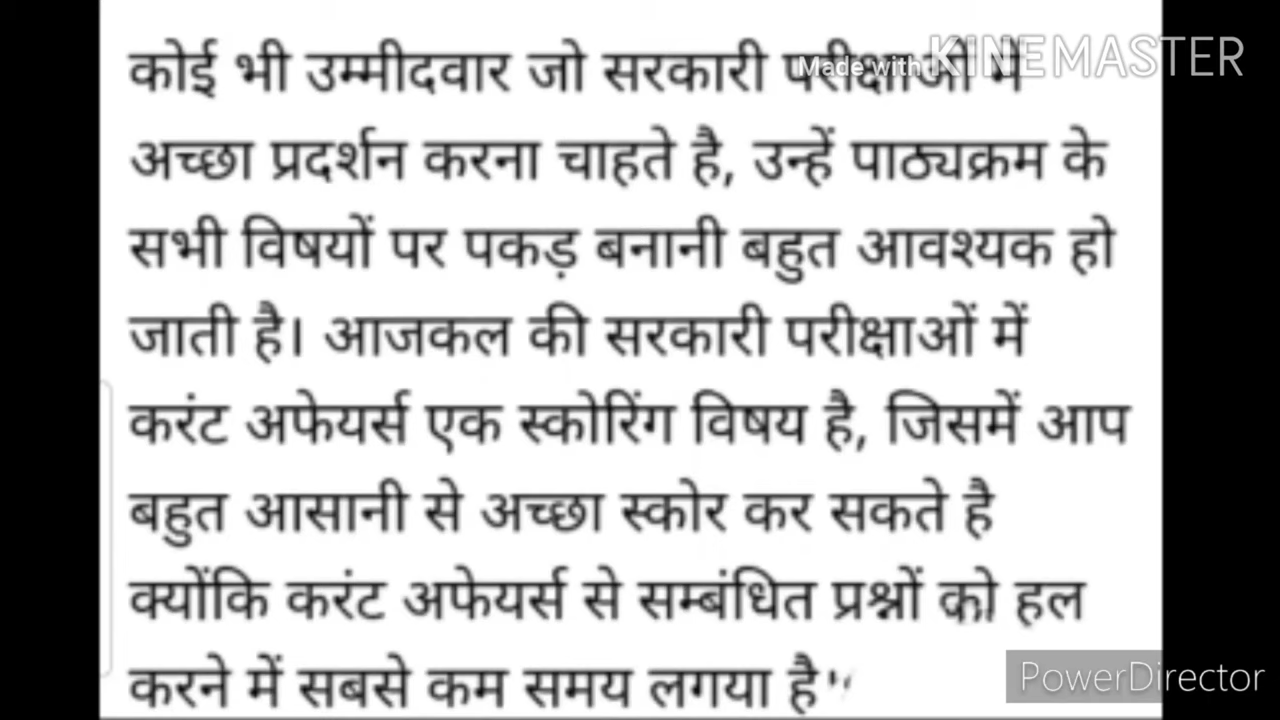 कोई भी उम्मीदवार जो सरकारी परीक्षाओं में
Made with KINEMASTER
अच्छा प्रदर्शन करना चाहते है, उन्हें पाठ्यक्रम के
सभी विषयों पर पकड़ बनानी बहुत आवश्यक हो
जाती है। आजकल की सरकारी परीक्षाओं में
करंट अफेयर्स एक स्कोरिंग विषय है, जिसमें आप
बहुत आसानी से अच्छा स्कोर कर सकते है
क्योंकि करंट अफेयर्स से सम्बंधित प्रश्नों को हल
करने में सबसे कम समय लगया है"
PowerDirector